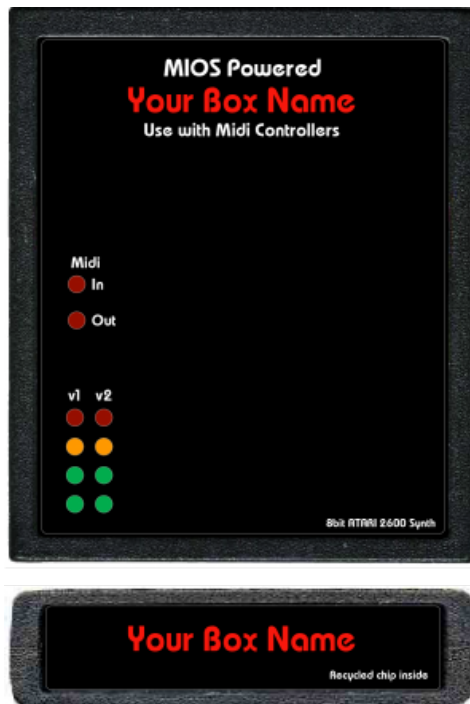 MIOS Powered
Your Box Name
Use with Midi Controllers
Midi
In
Out
v1 v2
8bit ATARI 2600 Synth
Your Box Name
Recycled chip inside